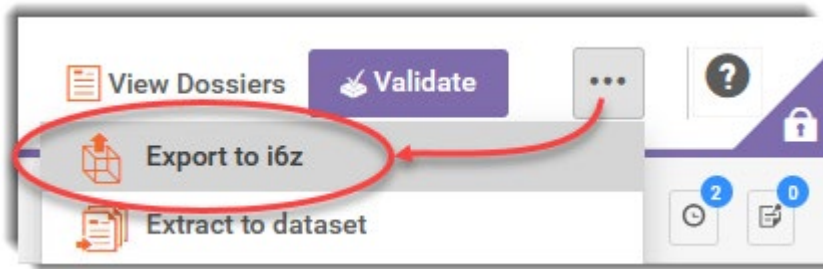 View Dossiers Validate ... ?
Export to i6z
2 0
Extract to dataset